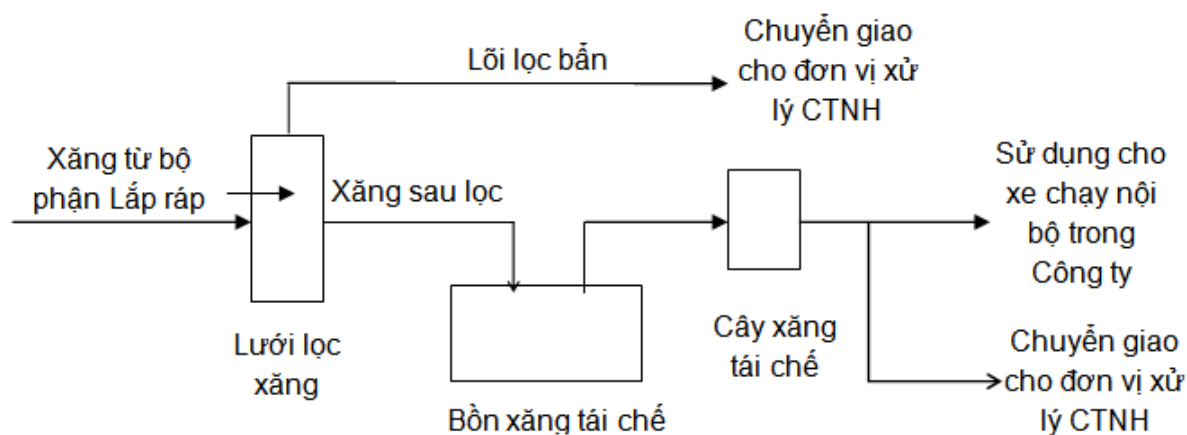 Lõi lọc bẩn
Chuyển giao
cho đơn vị xử
lý CTNH
Xăng từ bộ
phận Lắp ráp
Xăng sau lọc
Sử dụng cho
xe chạy nội
bộ trong
Công ty
Lưới lọc
xăng
Bồn xăng tái chế
Cây xăng
tái chế
Chuyển giao
cho đơn vị xử
lý CTNH